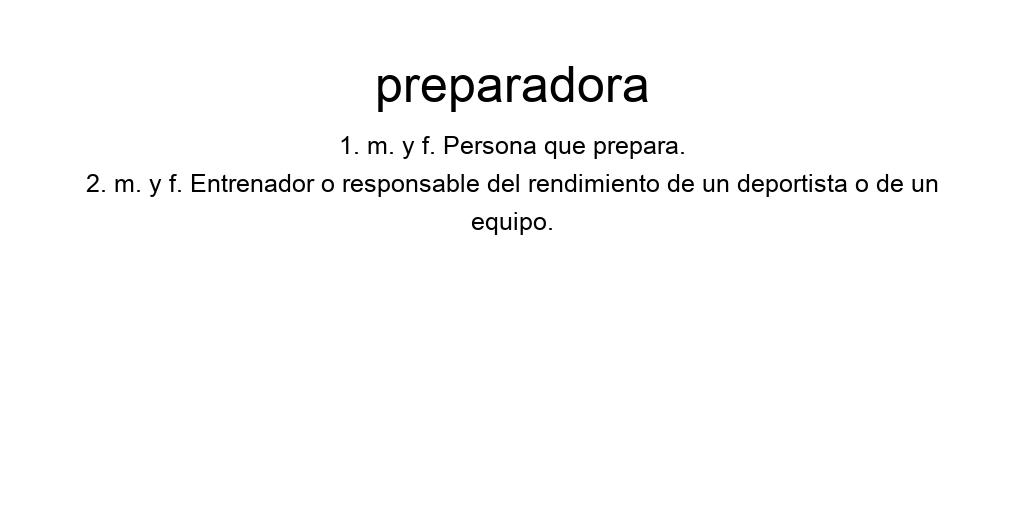 preparadora
1. m. y f. Persona que prepara.
2. m. y f. Entrenador o responsable del rendimiento de un deportista o de un
equipo.